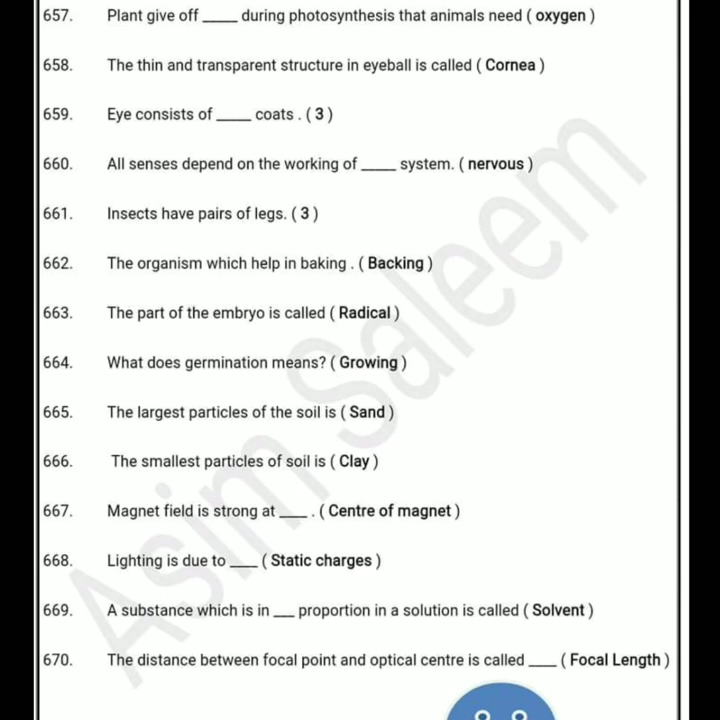 657. Plant give off ____ during photosynthesis that animals need ( oxygen )
658. The thin and transparent structure in eyeball is called ( Cornea )
659. Eye consists of ____ coats . ( 3 )
660. All senses depend on the working of ____ system. ( nervous )
661. Insects have pairs of legs. ( 3 )
662. The organism which help in baking . ( Backing )
663. The part of the embryo is called ( Radical )
664. What does germination means? ( Growing )
665. The largest particles of the soil is ( Sand )
666. The smallest particles of soil is ( Clay )
667. Magnet field is strong at ___ . ( Centre of magnet )
668. Lighting is due to ___ ( Static charges )
669. A substance which is in __ proportion in a solution is called ( Solvent )
670. The distance between focal point and optical centre is called ___ ( Focal Length )
Asim Saleem